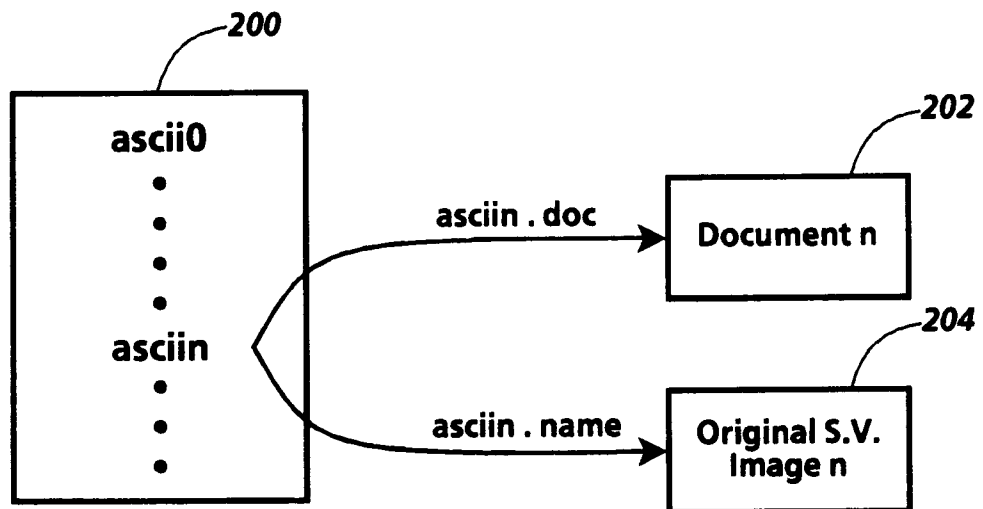 200
ascii0
asciin
asciin . doc
202
Document n
204
asciin . name
Original S.V.
Image n